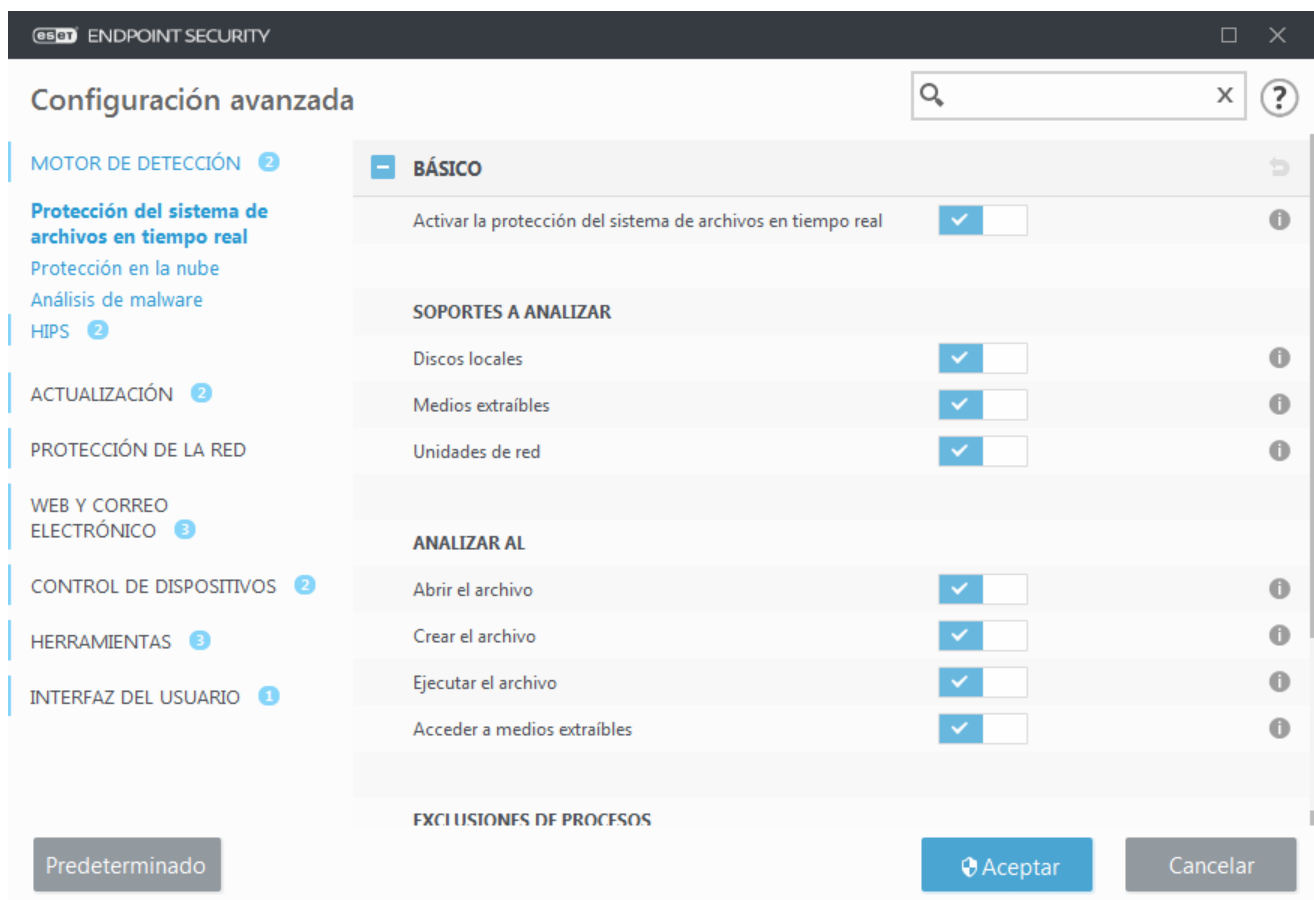 eset ENDPOINT SECURITY
Configuración avanzada
X
?
MOTOR DE DETECCIÓN 2
Protección del sistema de
archivos en tiempo real
Protección en la nube
Análisis de malware
HIPS 2
ACTUALIZACIÓN 2
PROTECCIÓN DE LA RED
WEB Y CORREO
ELECTRÓNICO 3
CONTROL DE DISPOSITIVOS 2
HERRAMIENTAS 3
INTERFAZ DEL USUARIO 1
BÁSICO
Activar la protección del sistema de archivos en tiempo real
SOPORTES A ANALIZAR
Discos locales
Medios extraíbles
Unidades de red
ANALIZAR AL
Abrir el archivo
Crear el archivo
Ejecutar el archivo
Acceder a medios extraíbles
EXCLUSIONES DE PROCESOS
Predeterminado
Aceptar
Cancelar